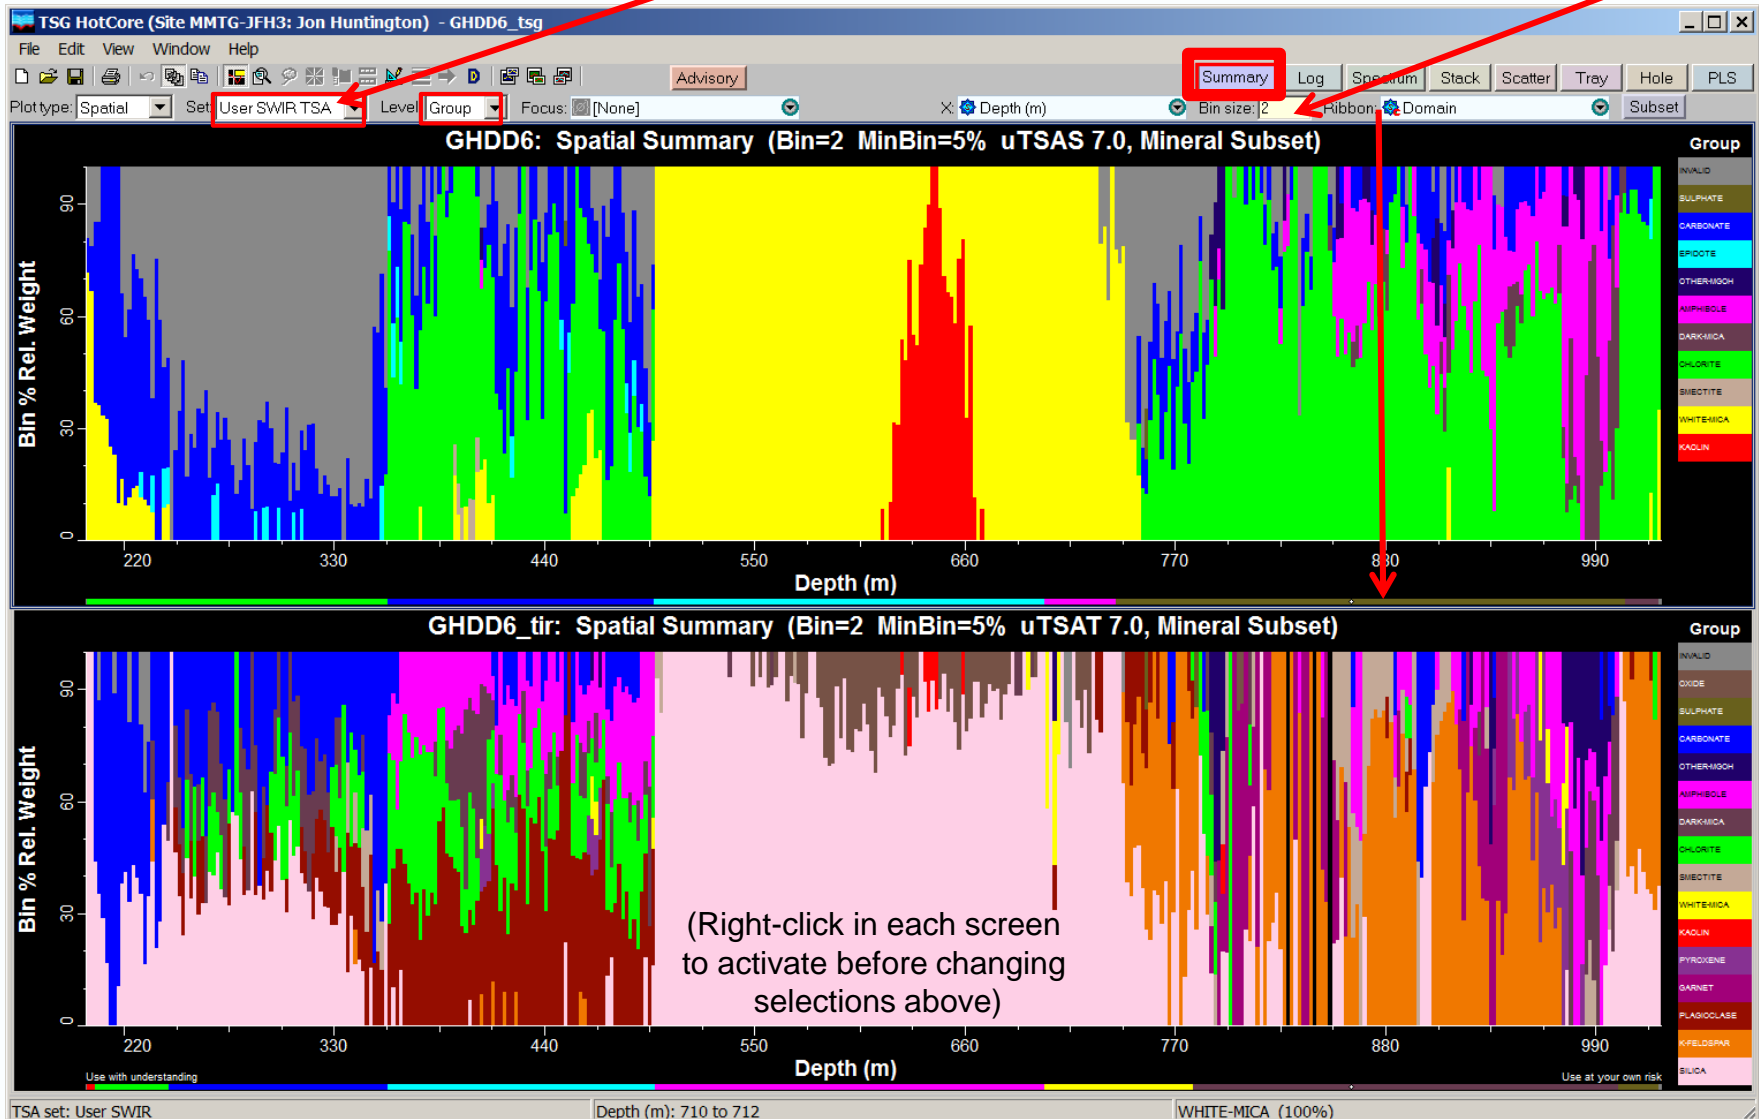 TSG HotCore (Site MMTG-JFH3: Jon Huntington) - GHDD6_tsg
File Edit View Window Help
D Advisory Summary Log Spectrum Stack Scatter Tray Hole PLS
Plot type: Spatial Set: User SWIR TSA Level: Group Focus: [None] X: Depth (m) Bin size: 2 Ribbon: Domain Subset
GHDD6: Spatial Summary (Bin=2 MinBin=5% uTSAS 7.0, Mineral Subset)
Group
INVALID
SULPHATE
CARBONATE
EPIDOTE
OTHER-MGOH
AMPHIBOLE
DARK-MICA
CHLORITE
SMECTITE
WHITE-MICA
KAOLIN
Bin % Rel. Weight
90
60
30
0
220 330 440 550 660 770 880 990
Depth (m)
GHDD6_tir: Spatial Summary (Bin=2 MinBin=5% uTSAT 7.0, Mineral Subset)
Group
INVALID
OXIDE
SULPHATE
CARBONATE
OTHER-MGOH
AMPHIBOLE
DARK-MICA
CHLORITE
SMECTITE
WHITE-MICA
KAOLIN
PYROXENE
GARNET
PLAGIOCLASE
K-FELDSPAR
SILICA
Bin % Rel. Weight
90
60
30
0
(Right-click in each screen
to activate before changing
selections above)
220 330 440 550 660 770 880 990
Depth (m)
Use with understanding
Use at your own risk
TSA set: User SWIR Depth (m): 710 to 712 WHITE-MICA (100%)